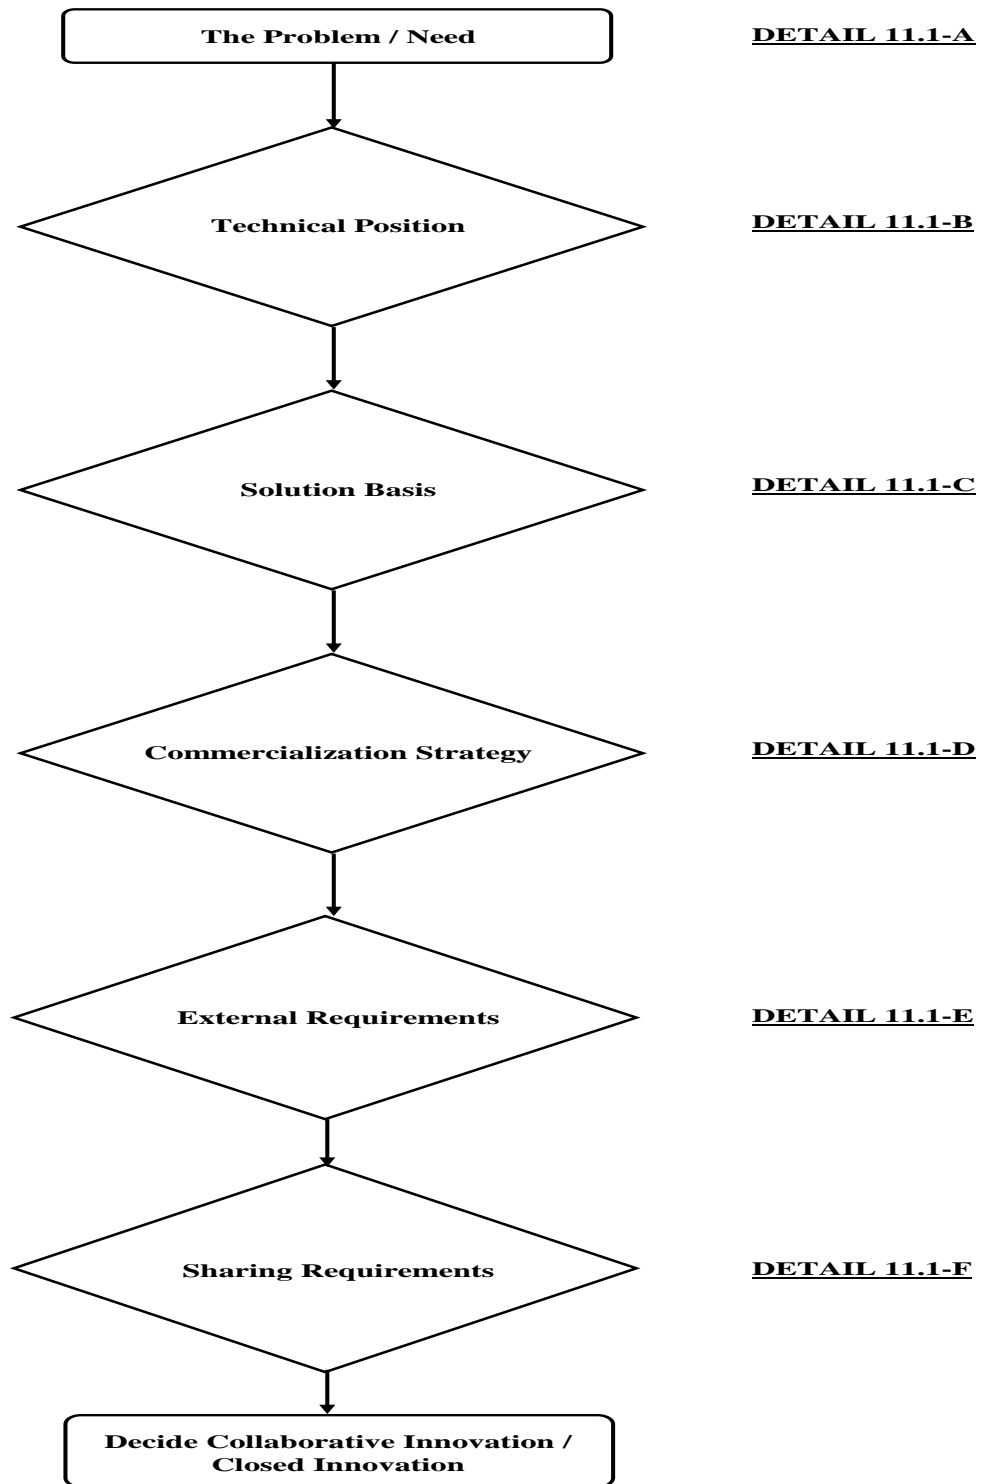 The Problem / Need
DETAIL 11.1-A
Technical Position
DETAIL 11.1-B
Solution Basis
DETAIL 11.1-C
Commercialization Strategy
DETAIL 11.1-D
External Requirements
DETAIL 11.1-E
Sharing Requirements
DETAIL 11.1-F
Decide Collaborative Innovation /
Closed Innovation